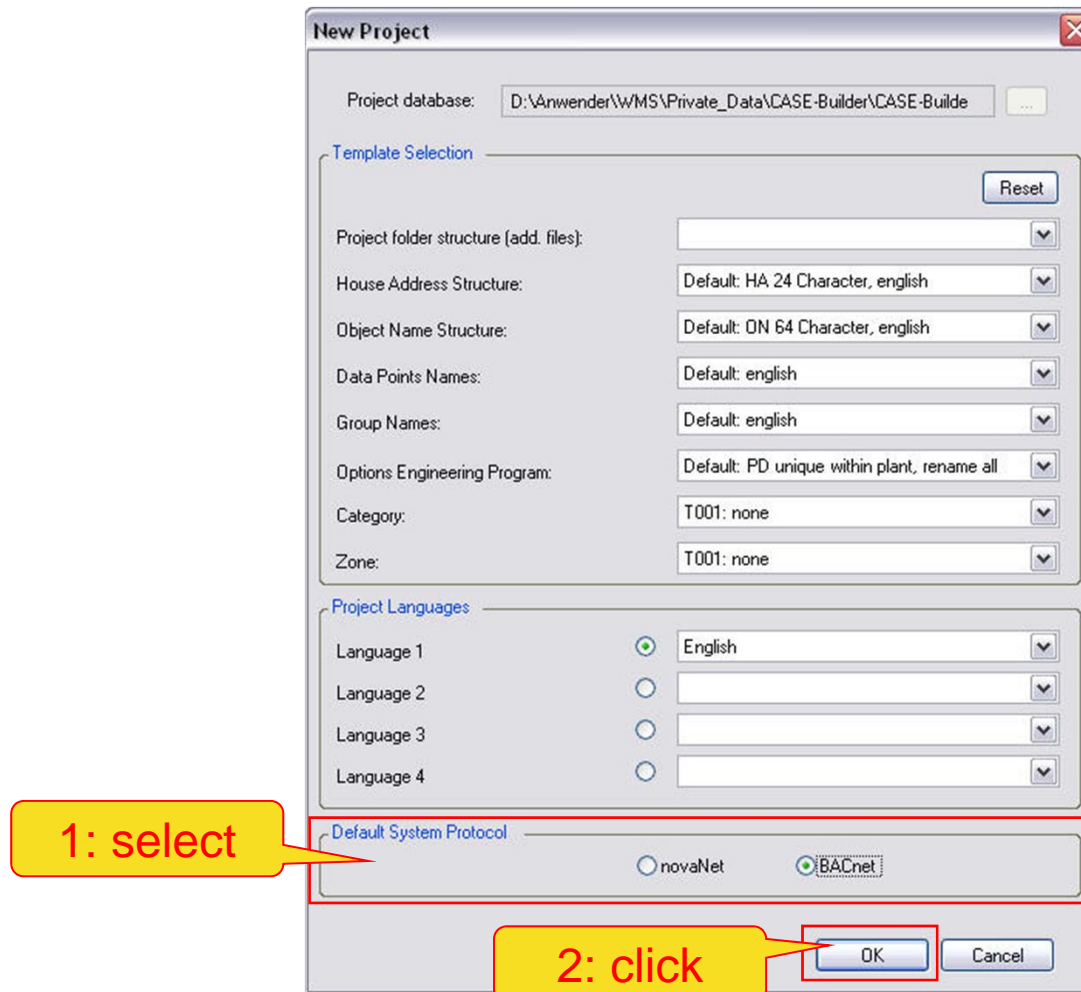 New Project
Project database: D:\Anwender\WMS\Private_Data\CASE-Builder\CASE-Builde ...
Template Selection
Reset
Project folder structure (add. files):
House Address Structure: Default: HA 24 Character, english
Object Name Structure: Default: ON 64 Character, english
Data Points Names: Default: english
Group Names: Default: english
Options Engineering Program: Default: PD unique within plant, rename all
Category: T001: none
Zone: T001: none
Project Languages
Language 1 English
Language 2
Language 3
Language 4
1: select
Default System Protocol
novaNet BACnet
2: click
OK Cancel